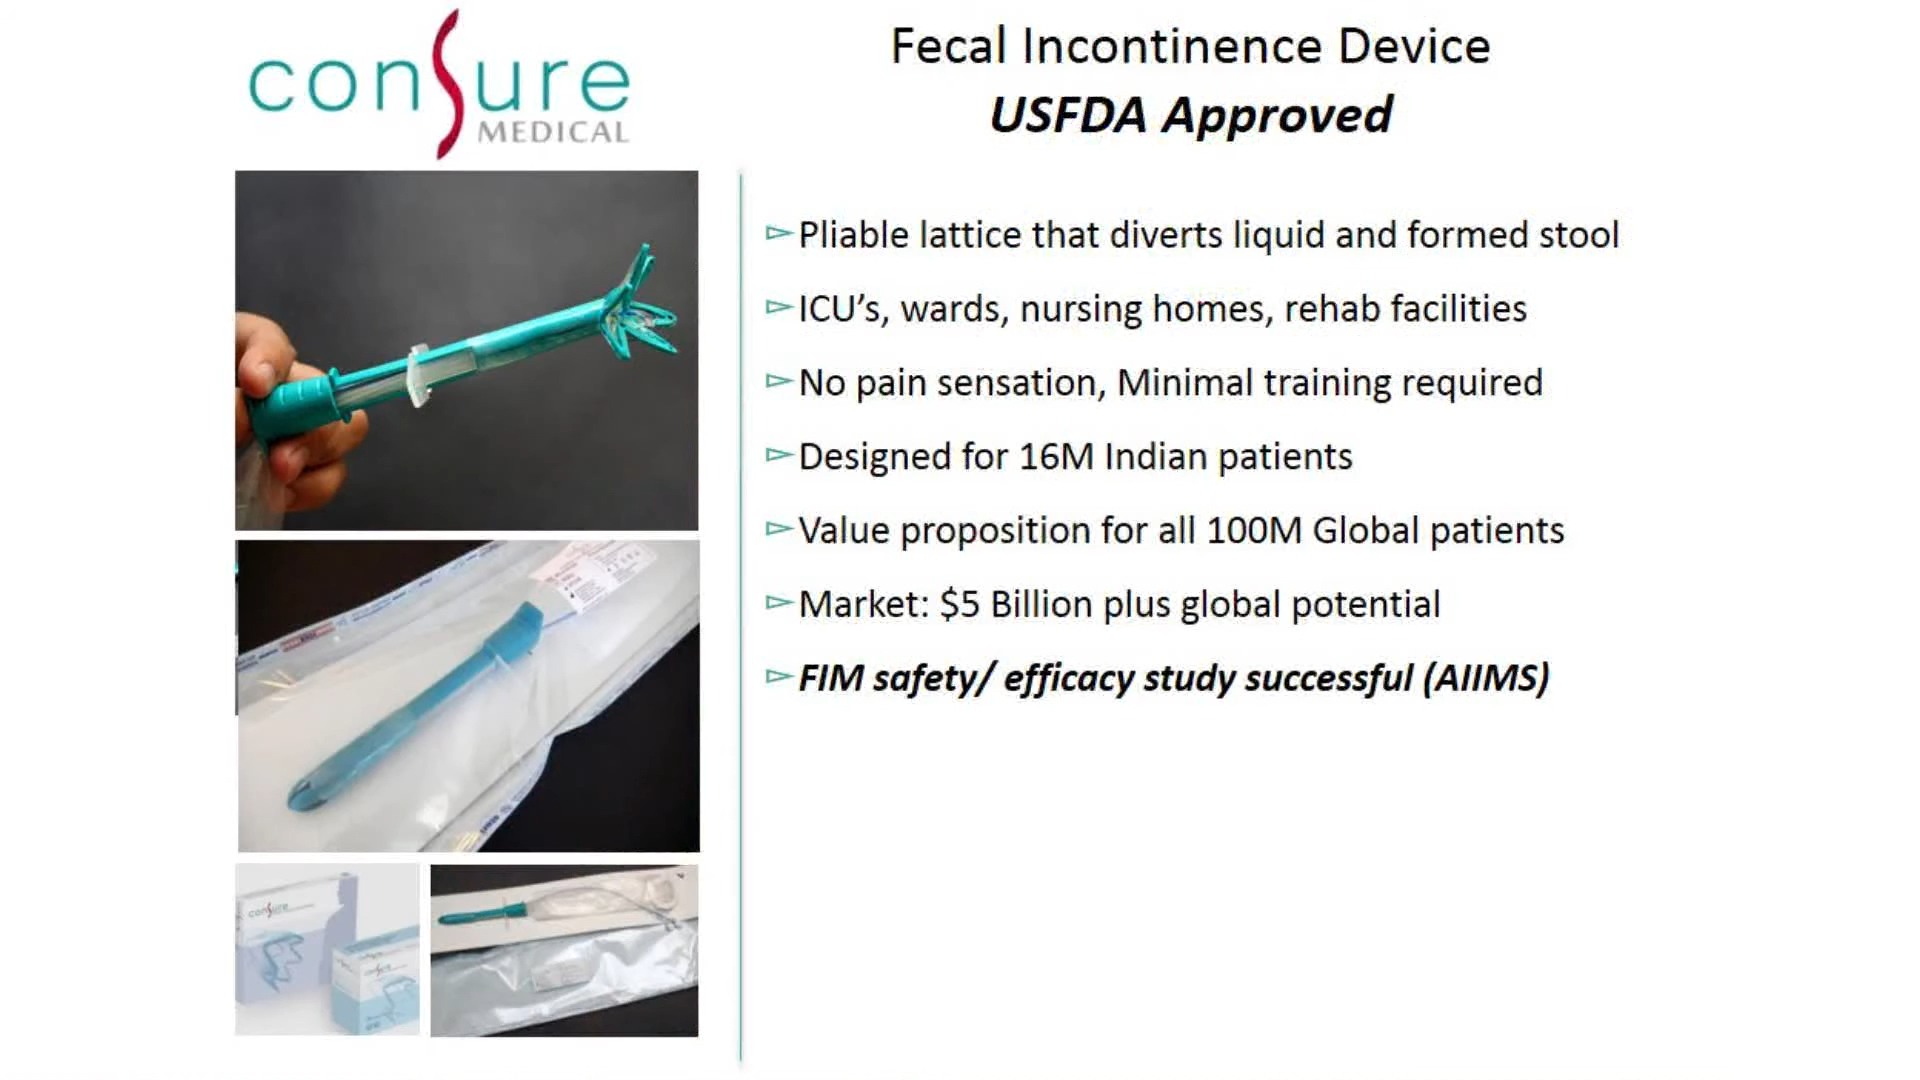 conSure
MEDICAL
Fecal Incontinence Device
USFDA Approved
Pliable lattice that diverts liquid and formed stool
ICU's, wards, nursing homes, rehab facilities
No pain sensation, Minimal training required
Designed for 16M Indian patients
Value proposition for all 100M Global patients
Market: $5 Billion plus global potential
FIM safety/ efficacy study successful (AIIMS)
conSure
conSure